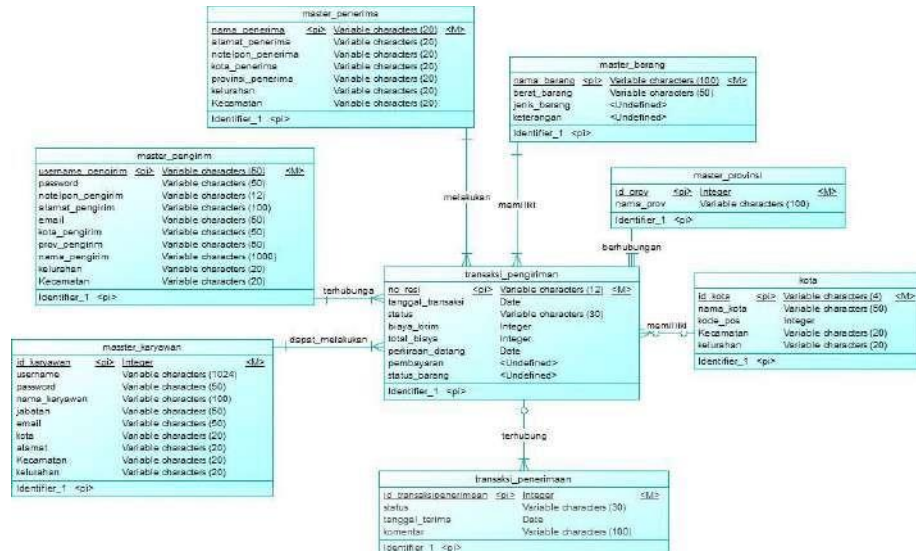 master_penerima
nama_penerima <pi> Variable characters (20) <M>
alamat_penerima Variable characters (20)
notelpon_penerima Variable characters (20)
kota_penerima Variable characters (20)
provinsi_penerima Variable characters (20)
kelurahan Variable characters (20)
Kecamatan Variable characters (20)
Identifier_1 <pi>
master_barang
nama_barang <pi> Variable characters (100) <M>
berat_barang Variable characters (50)
jenis_barang <Undefined>
keterangan <Undefined>
Identifier_1 <pi>
master_pengirim
username_pengirim <pi> Variable characters (50) <M>
password Variable characters (50)
notelpon_pengirim Variable characters (12)
alamat_pengirim Variable characters (100)
email Variable characters (50)
kota_pengirim Variable characters (50)
prov_pengirim Variable characters (50)
nama_pengirim Variable characters (1000)
kelurahan Variable characters (20)
Kecamatan Variable characters (20)
Identifier_1 <pi>
master_provinsi
id_prov <pi> Integer <M>
nama_prov Variable characters (100)
Identifier_1 <pi>
melakukan
memiliki
berhubungan
transaksi_pengiriman
no_resi <pi> Variable characters (12) <M>
tanggal_transaksi Date
status Variable characters (30)
biaya_kirim Integer
total_biaya Integer
perkiraan_datang Date
pembayaran <Undefined>
status_barang <Undefined>
Identifier_1 <pi>
terhubunga
memiliki
kota
id_kota <pi> Variable characters (4) <M>
nama_kota Variable characters (50)
kode_pos Integer
Kecamatan Variable characters (20)
kelurahan Variable characters (20)
Identifier_1 <pi>
master_karyawan
id_karyawan <pi> Integer <M>
username Variable characters (1024)
password Variable characters (50)
nama_karyawan Variable characters (100)
jabatan Variable characters (50)
email Variable characters (50)
kota Variable characters (20)
alamat Variable characters (20)
Kecamatan Variable characters (20)
kelurahan Variable characters (20)
Identifier_1 <pi>
dapat_melakukan
terhubung
transaksi_penerimaan
id_transaksipenerimaan <pi> Integer <M>
status Variable characters (30)
tanggal_terima Date
komentar Variable characters (100)
Identifier_1 <pi>